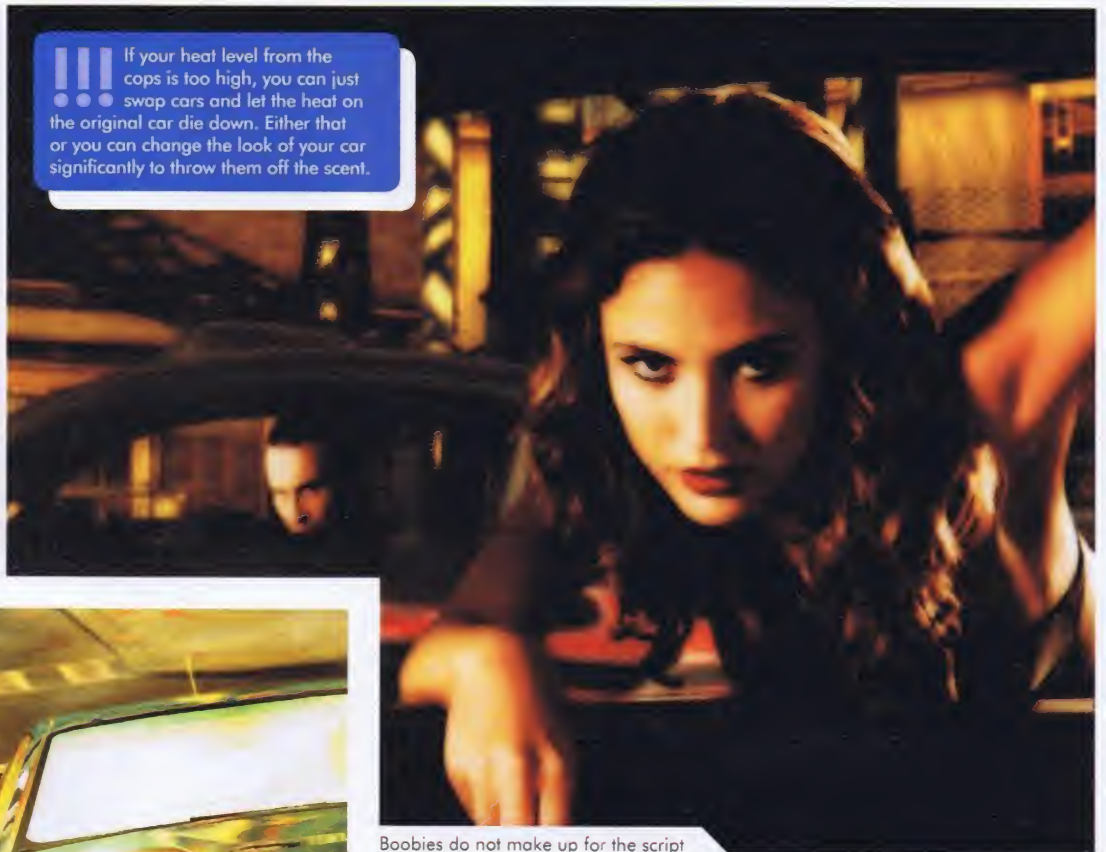 !!! If your heat level from the
cops is too high, you can just
swap cars and let the heat on
the original car die down. Either that
or you can change the look of your car
significantly to throw them off the scent.
Boobies do not make up for the script